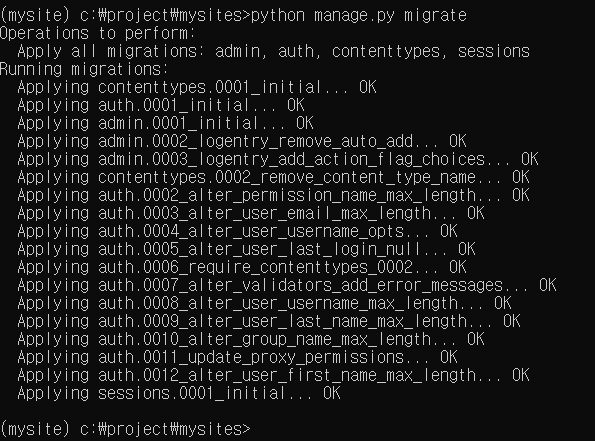 (mysite) c:₩project₩mysites>python manage.py migrate
Operations to perform:
  Apply all migrations: admin, auth, contenttypes, sessions
Running migrations:
  Applying contenttypes.0001_initial... OK
  Applying auth.0001_initial... OK
  Applying admin.0001_initial... OK
  Applying admin.0002_logentry_remove_auto_add... OK
  Applying admin.0003_logentry_add_action_flag_choices... OK
  Applying contenttypes.0002_remove_content_type_name... OK
  Applying auth.0002_alter_permission_name_max_length... OK
  Applying auth.0003_alter_user_email_max_length... OK
  Applying auth.0004_alter_user_username_opts... OK
  Applying auth.0005_alter_user_last_login_null... OK
  Applying auth.0006_require_contenttypes_0002... OK
  Applying auth.0007_alter_validators_add_error_messages... OK
  Applying auth.0008_alter_user_username_max_length... OK
  Applying auth.0009_alter_user_last_name_max_length... OK
  Applying auth.0010_alter_group_name_max_length... OK
  Applying auth.0011_update_proxy_permissions... OK
  Applying auth.0012_alter_user_first_name_max_length... OK
  Applying sessions.0001_initial... OK

(mysite) c:₩project₩mysites>